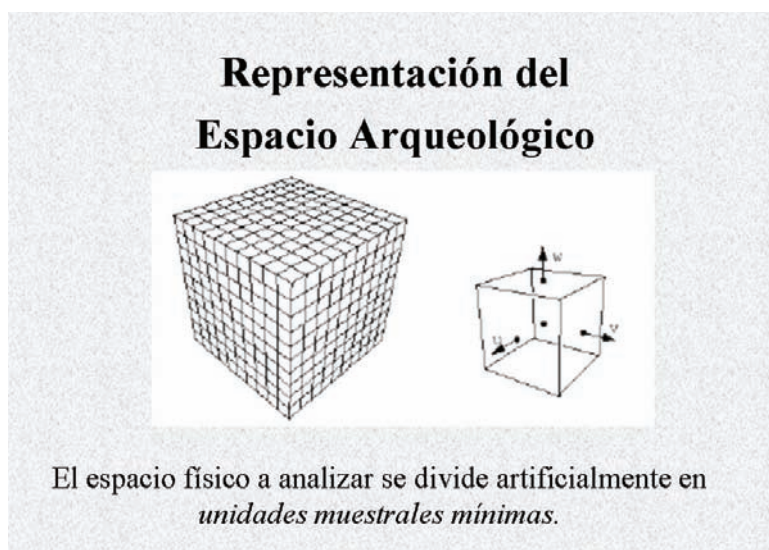 Representación del
Espacio Arqueológico
w
u
v
El espacio físico a analizar se divide artificialmente en
unidades muestrales mínimas.